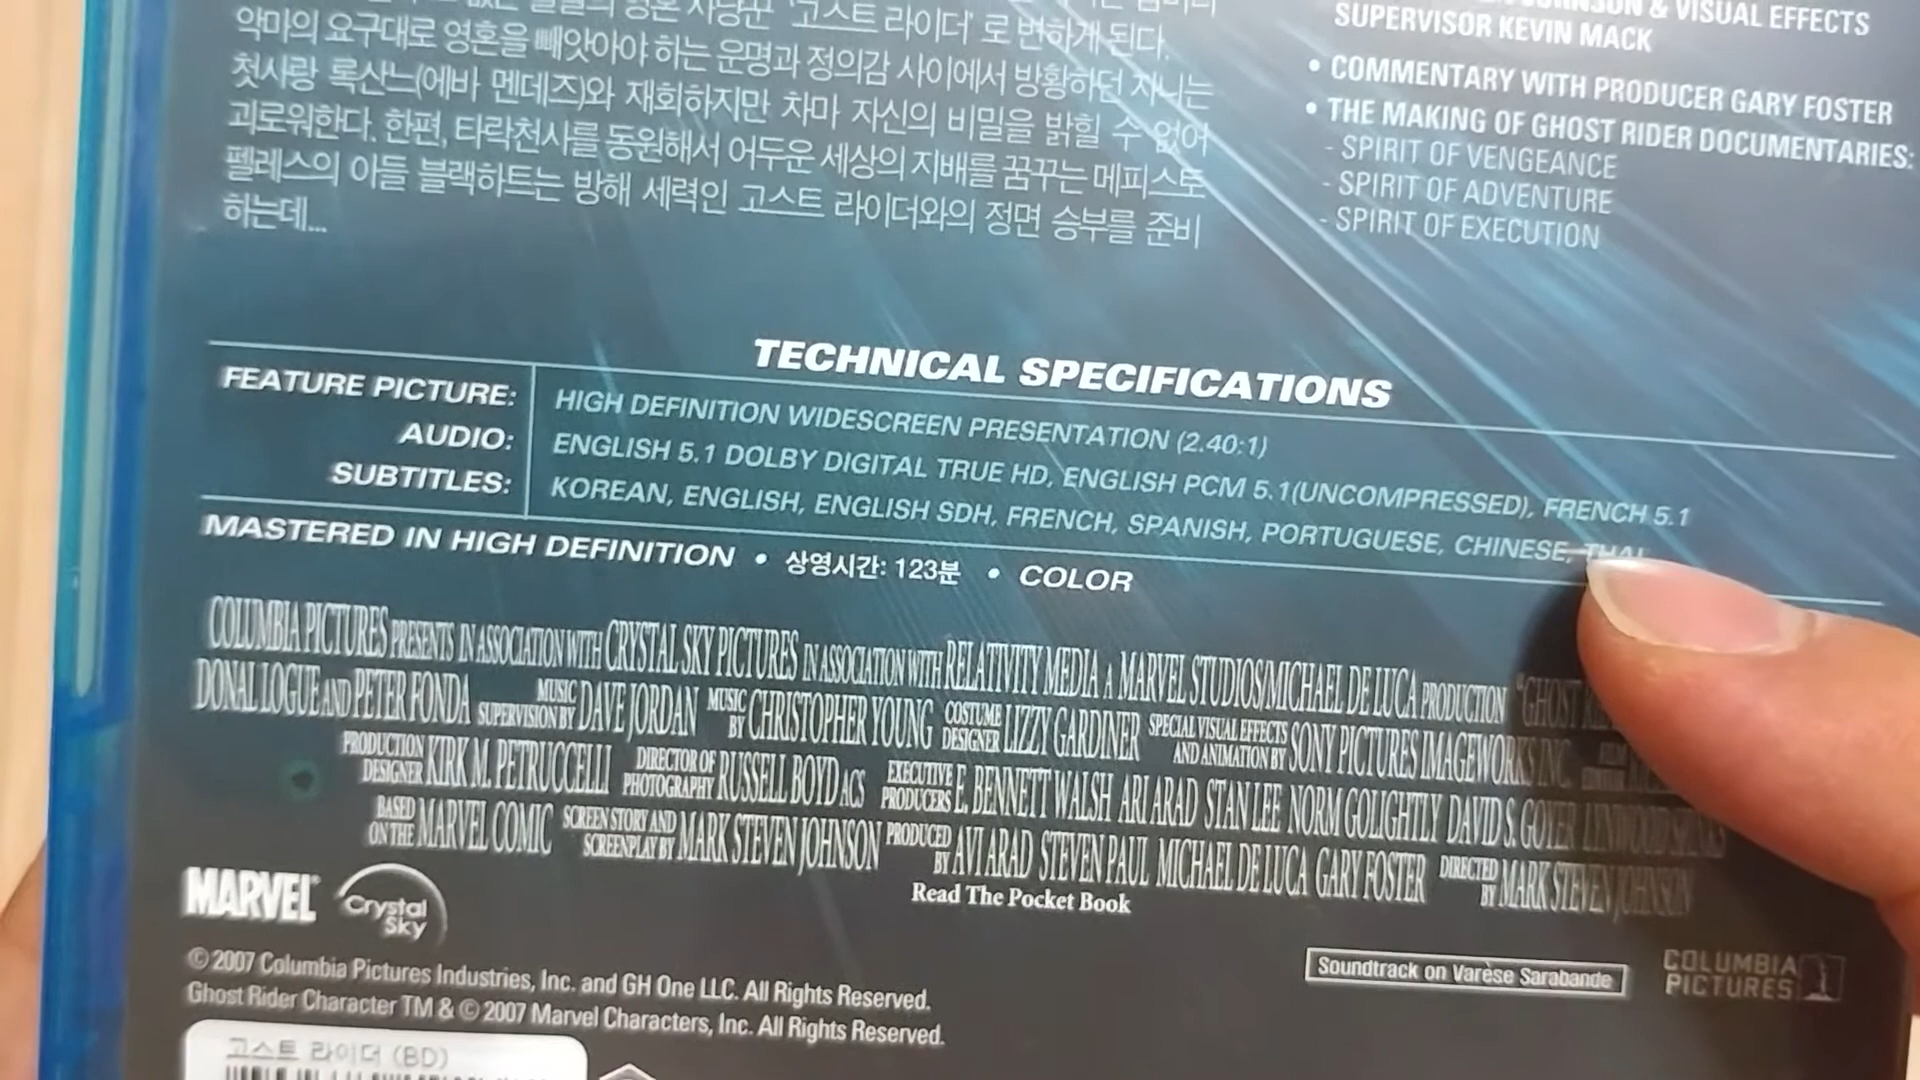 '고스트 라이더' 로 변하게 된다.
악마의 요구대로 영혼을 빼앗아야 하는 운명과 정의감 사이에서 방황하던 자니는
첫사랑 록산느(에바 멘데즈)와 재회하지만 차마 자신의 비밀을 밝힐 수 없어
괴로워한다. 한편, 타락천사를 동원해서 어두운 세상의 지배를 꿈꾸는 메피스토
펠레스의 아들 블랙하트는 방해 세력인 고스트 라이더와의 정면 승부를 준비
하는데...
& VISUAL EFFECTS
SUPERVISOR KEVIN MACK
• COMMENTARY WITH PRODUCER GARY FOSTER
• THE MAKING OF GHOST RIDER DOCUMENTARIES:
- SPIRIT OF VENGEANCE
- SPIRIT OF ADVENTURE
- SPIRIT OF EXECUTION
TECHNICAL SPECIFICATIONS
FEATURE PICTURE: HIGH DEFINITION WIDESCREEN PRESENTATION (2.40:1)
AUDIO: ENGLISH 5.1 DOLBY DIGITAL TRUE HD, ENGLISH PCM 5.1(UNCOMPRESSED), FRENCH 5.1
SUBTITLES: KOREAN, ENGLISH, ENGLISH SDH, FRENCH, SPANISH, PORTUGUESE, CHINESE, THAI
MASTERED IN HIGH DEFINITION • 상영시간: 123분 • COLOR
COLUMBIA PICTURES PRESENTS IN ASSOCIATION WITH CRYSTAL SKY PICTURES IN ASSOCIATION WITH RELATIVITY MEDIA A MARVEL STUDIOS/MICHAEL DE LUCA PRODUCTION "GHOST
DONAL LOGUE AND PETER FONDA MUSIC SUPERVISION BY DAVE JORDAN MUSIC BY CHRISTOPHER YOUNG COSTUME DESIGNER LIZZY GARDINER SPECIAL VISUAL EFFECTS AND ANIMATION BY SONY PICTURES IMAGEWORKS INC.
PRODUCTION DESIGNER KIRK M. PETRUCCELLI DIRECTOR OF PHOTOGRAPHY RUSSELL BOYD ACS EXECUTIVE PRODUCERS E. BENNETT WALSH ARI ARAD STAN LEE NORM GOLIGHTLY DAVID S. GOYER LYNWOOD SPINKS
BASED ON THE MARVEL COMIC SCREEN STORY AND SCREENPLAY BY MARK STEVEN JOHNSON PRODUCED BY AVI ARAD STEVEN PAUL MICHAEL DE LUCA GARY FOSTER DIRECTED BY MARK STEVEN JOHNSON
Read The Pocket Book
MARVEL
Crystal
Sky
© 2007 Columbia Pictures Industries, Inc. and GH One LLC. All Rights Reserved.
Ghost Rider Character TM & © 2007 Marvel Characters, Inc. All Rights Reserved.
Soundtrack on Varèse Sarabande
COLUMBIA
PICTURES
고스트 라이더 (BD)